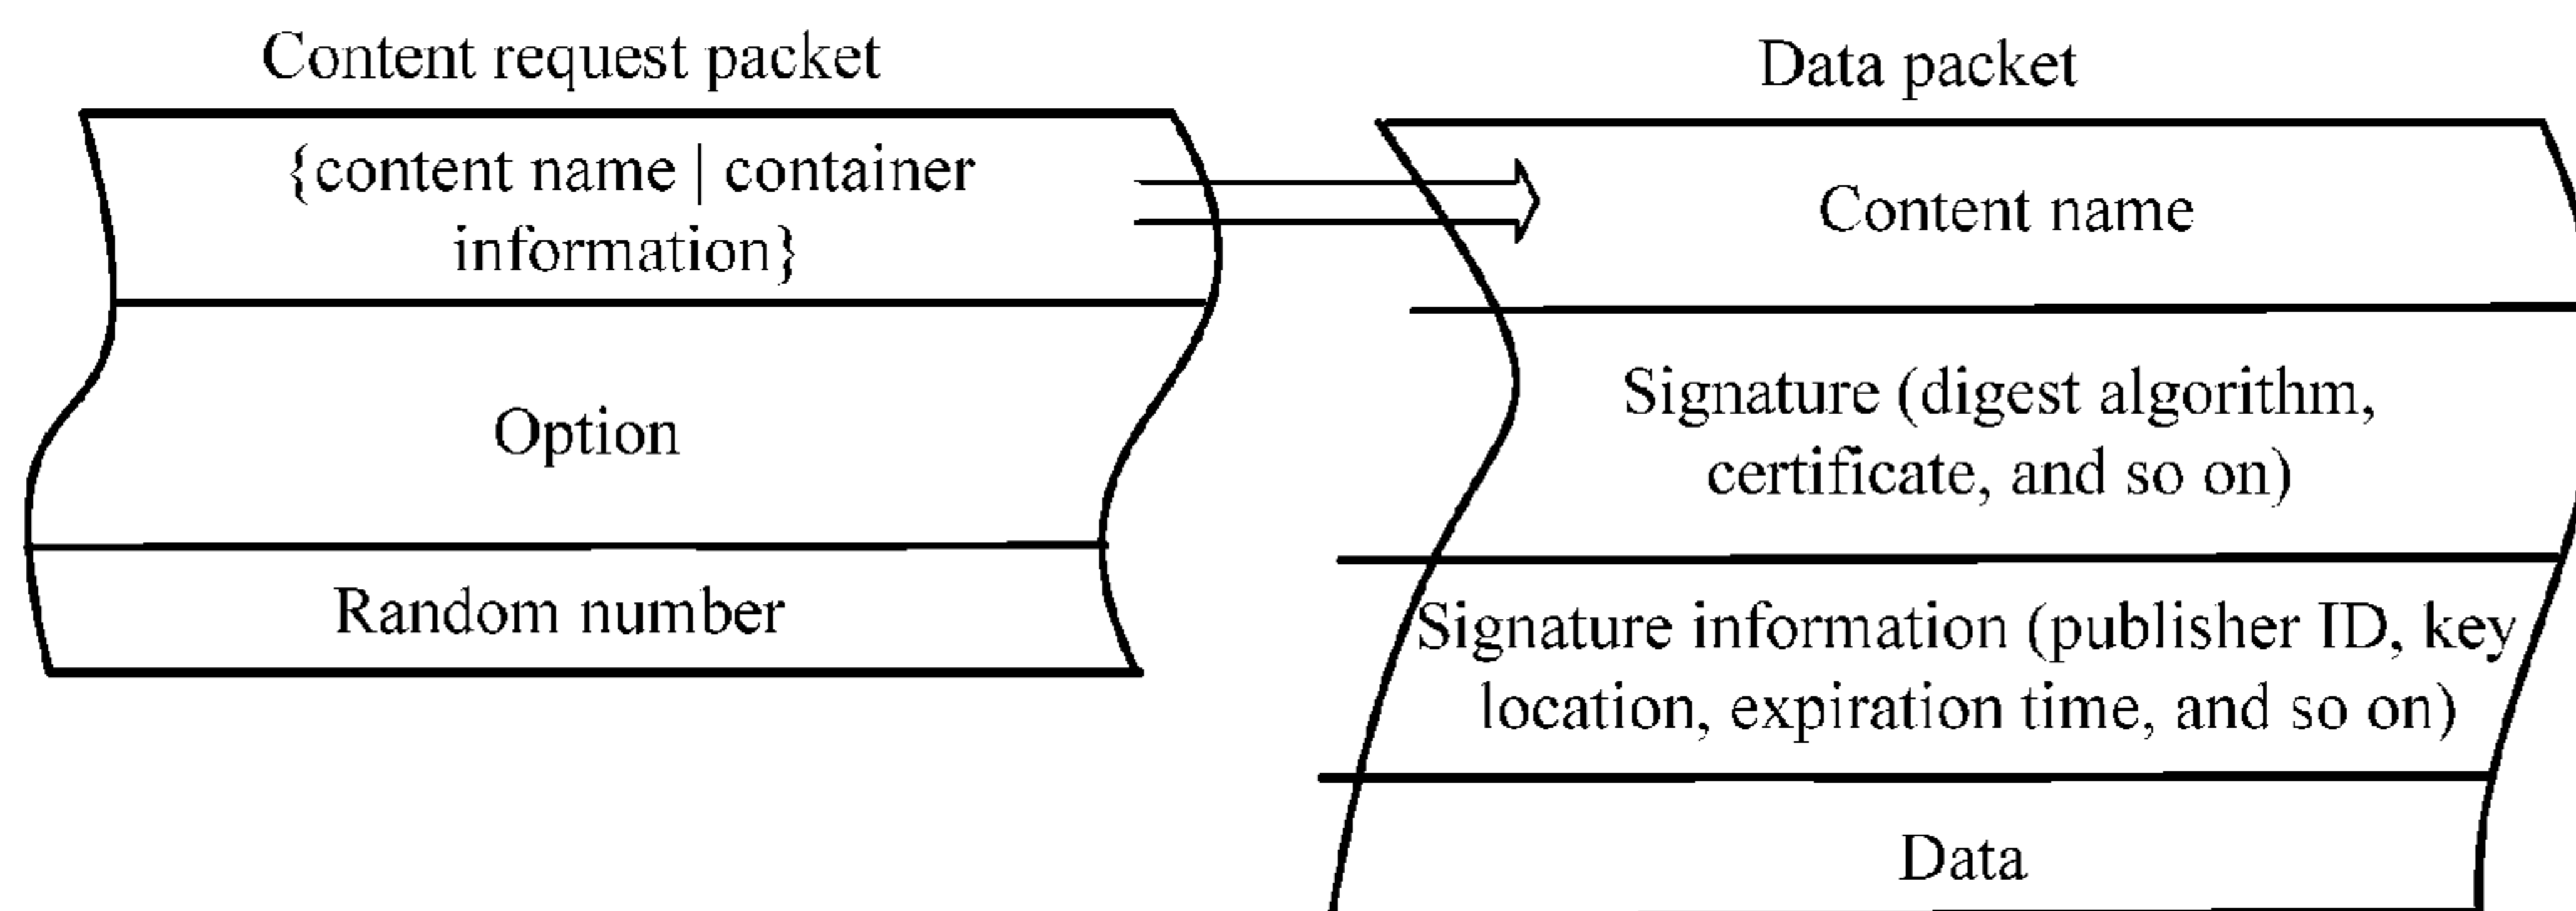 Content request packet
{content name | container
information}
Option
Random number
Data packet
Content name
Signature (digest algorithm,
certificate, and so on)
Signature information (publisher ID, key
location, expiration time, and so on)
Data